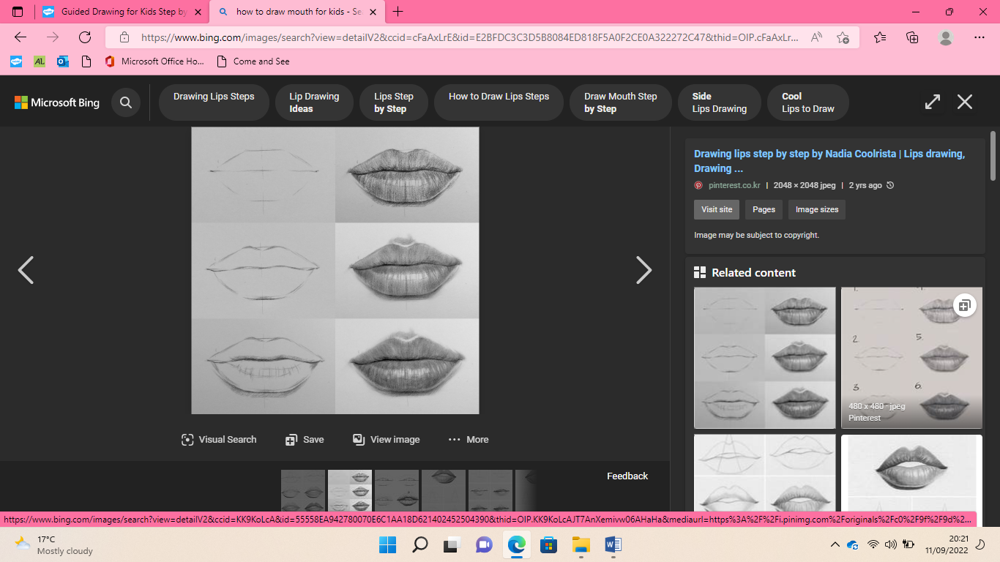 Guided Drawing for Kids Step by
how to draw mouth for kids - Se
https://www.bing.com/images/search?view=detailV2&ccid=cFaAxLrE&id=E2BFDC3C3D5B8084ED818F5A0F2CE0A322272C47&thid=OIP.cFaAxLr...
Microsoft Office Ho...
Come and See
Microsoft Bing
Drawing Lips Steps
Lip Drawing
Ideas
Lips Step
by Step
How to Draw Lips Steps
Draw Mouth Step
by Step
Side
Lips Drawing
Cool
Lips to Draw
Drawing lips step by step by Nadia Coolrista | Lips drawing,
Drawing ...
pinterest.co.kr | 2048 × 2048 jpeg | 2 yrs ago
Visit site
Pages
Image sizes
Image may be subject to copyright.
Related content
2.
5.
3.
6.
480 x 480 · jpeg
Pinterest
Visual Search
Save
View image
More
Feedback
https://www.bing.com/images/search?view=detailV2&ccid=KK9KoLcA&id=55558EA942780070E6C1AA18D621402452504390&thid=OIP.KK9KoLcAJT7AnXemivw06AHaHa&mediaurl=https%3A%2F%2Fi.pinimg.com%2Foriginals%2Fc0%2F9f%2F9d%2...
17°C
Mostly cloudy
20:21
11/09/2022